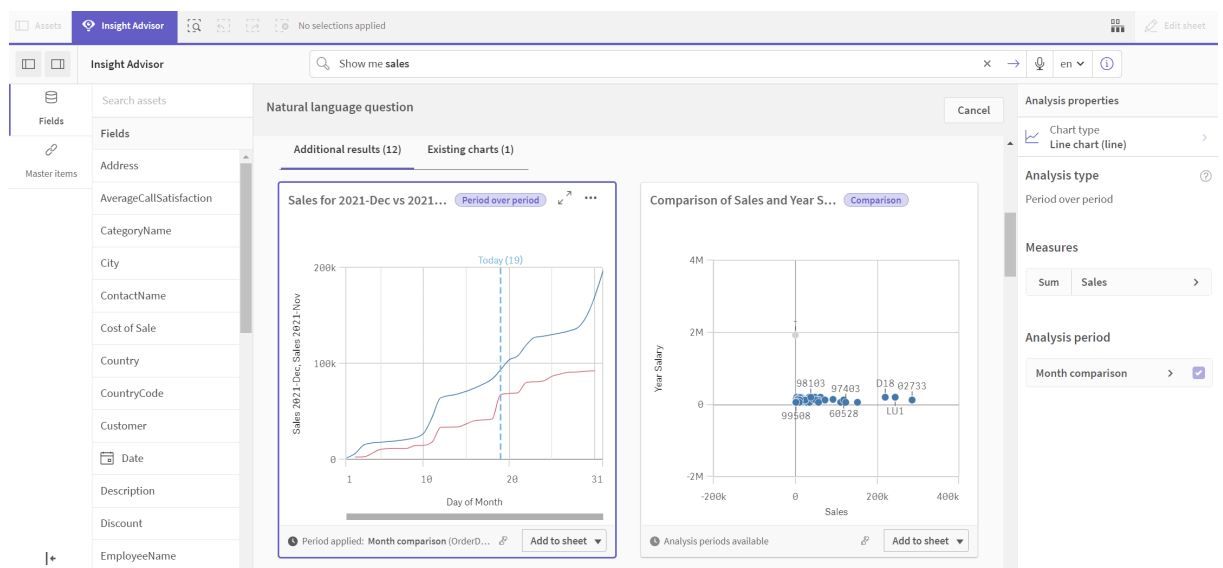 Assets
Insight Advisor
No selections applied
Edit sheet
Insight Advisor
Show me sales
en
Fields
Master items
Search assets
Fields
Address
AverageCallSatisfaction
CategoryName
City
ContactName
Cost of Sale
Country
CountryCode
Customer
Date
Description
Discount
EmployeeName
Natural language question
Cancel
Additional results (12)
Existing charts (1)
Sales for 2021-Dec vs 2021...
Period over period
Today (19)
200k
100k
0
Sales 2021-Dec, Sales 2021-Nov
1
10
20
31
Day of Month
Period applied: Month comparison (OrderD...
Add to sheet
Comparison of Sales and Year S...
Comparison
4M
2M
0
-2M
Year Salary
-
98103
97403
D18
02733
99508
60528
LU1
-200k
0
200k
400k
Sales
Analysis periods available
Add to sheet
Analysis properties
Chart type
Line chart (line)
Analysis type
Period over period
Measures
Sum
Sales
Analysis period
Month comparison